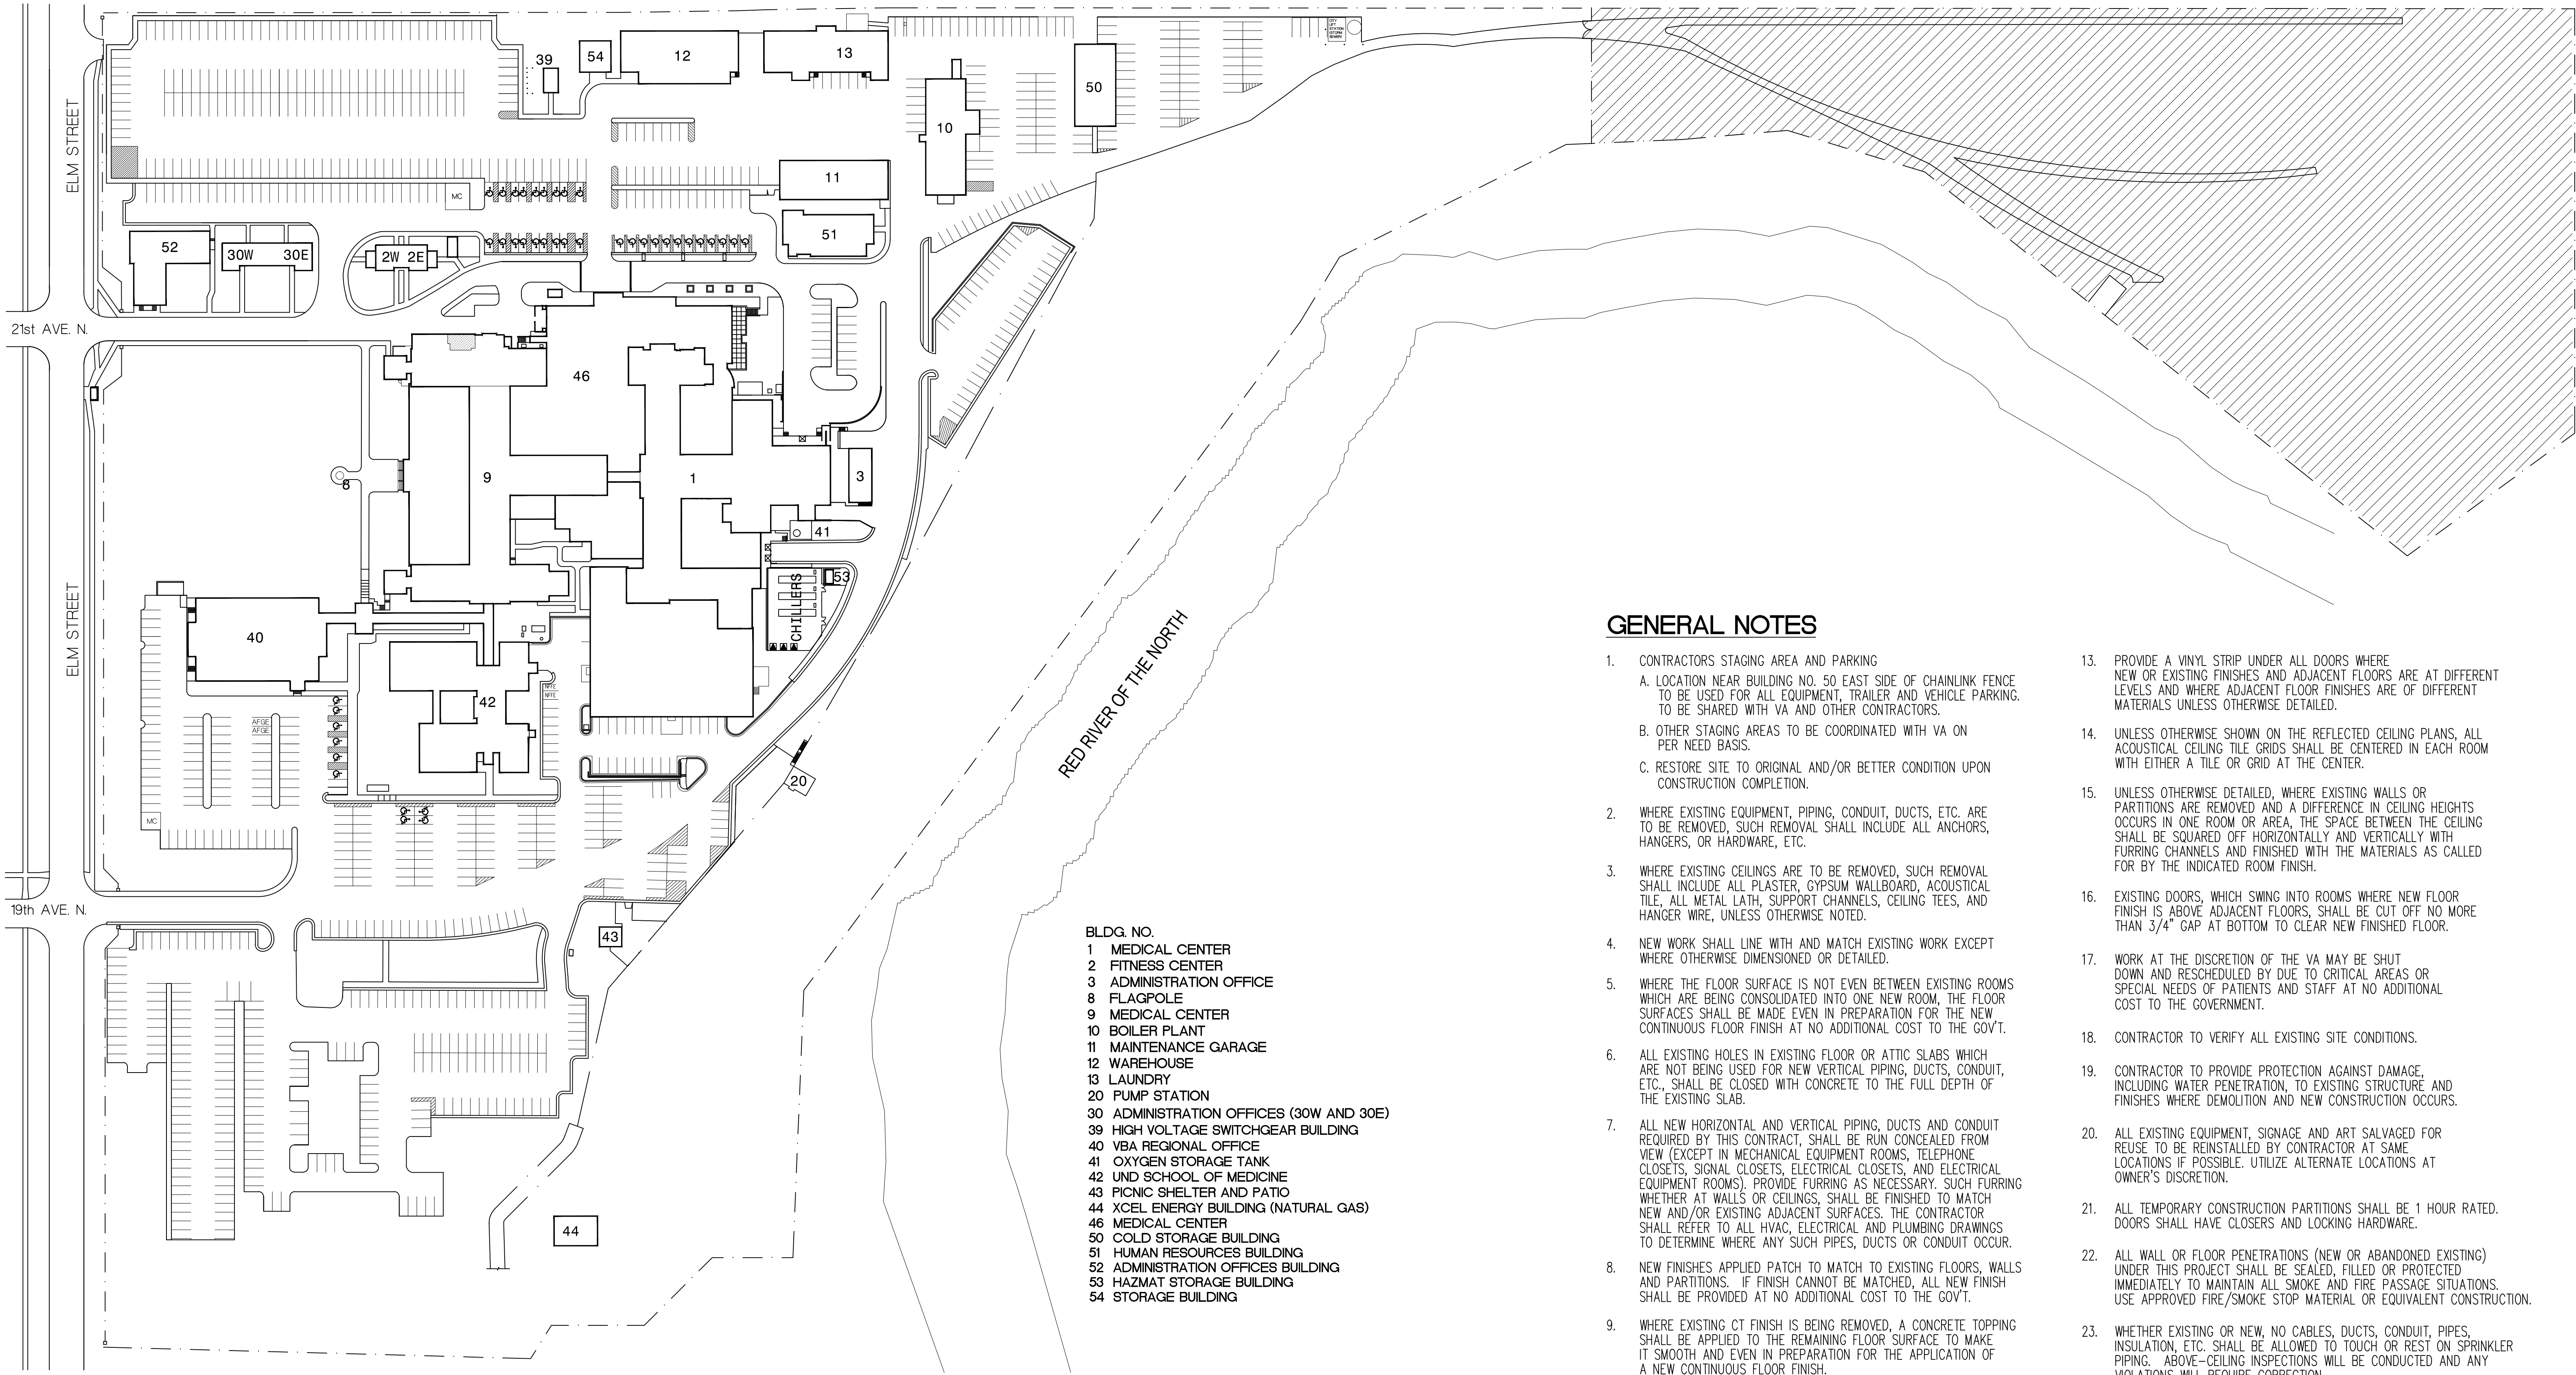 ELM STREET
39
54
12
13
CITY
LIFT
STATION
50
10
11
MC
52
30W
30E
2W 2E
51
21st AVE. N.
46
9
1
3
8
41
53
CHILLERS
ELM STREET
40
42
NFFE
NFFE
AFGE
AFGE
20
MC
19th AVE. N.
43
44
RED RIVER OF THE NORTH
BLDG. NO.
1 MEDICAL CENTER
2 FITNESS CENTER
3 ADMINISTRATION OFFICE
8 FLAGPOLE
9 MEDICAL CENTER
10 BOILER PLANT
11 MAINTENANCE GARAGE
12 WAREHOUSE
13 LAUNDRY
20 PUMP STATION
30 ADMINISTRATION OFFICES (30W AND 30E)
39 HIGH VOLTAGE SWITCHGEAR BUILDING
40 VBA REGIONAL OFFICE
41 OXYGEN STORAGE TANK
42 UND SCHOOL OF MEDICINE
43 PICNIC SHELTER AND PATIO
44 XCEL ENERGY BUILDING (NATURAL GAS)
46 MEDICAL CENTER
50 COLD STORAGE BUILDING
51 HUMAN RESOURCES BUILDING
52 ADMINISTRATION OFFICES BUILDING
53 HAZMAT STORAGE BUILDING
54 STORAGE BUILDING
GENERAL NOTES
1. CONTRACTORS STAGING AREA AND PARKING
A. LOCATION NEAR BUILDING NO. 50 EAST SIDE OF CHAINLINK FENCE
TO BE USED FOR ALL EQUIPMENT, TRAILER AND VEHICLE PARKING.
TO BE SHARED WITH VA AND OTHER CONTRACTORS.
B. OTHER STAGING AREAS TO BE COORDINATED WITH VA ON
PER NEED BASIS.
C. RESTORE SITE TO ORIGINAL AND/OR BETTER CONDITION UPON
CONSTRUCTION COMPLETION.
2. WHERE EXISTING EQUIPMENT, PIPING, CONDUIT, DUCTS, ETC. ARE
TO BE REMOVED, SUCH REMOVAL SHALL INCLUDE ALL ANCHORS,
HANGERS, OR HARDWARE, ETC.
3. WHERE EXISTING CEILINGS ARE TO BE REMOVED, SUCH REMOVAL
SHALL INCLUDE ALL PLASTER, GYPSUM WALLBOARD, ACOUSTICAL
TILE, ALL METAL LATH, SUPPORT CHANNELS, CEILING TEES, AND
HANGER WIRE, UNLESS OTHERWISE NOTED.
4. NEW WORK SHALL LINE WITH AND MATCH EXISTING WORK EXCEPT
WHERE OTHERWISE DIMENSIONED OR DETAILED.
5. WHERE THE FLOOR SURFACE IS NOT EVEN BETWEEN EXISTING ROOMS
WHICH ARE BEING CONSOLIDATED INTO ONE NEW ROOM, THE FLOOR
SURFACES SHALL BE MADE EVEN IN PREPARATION FOR THE NEW
CONTINUOUS FLOOR FINISH AT NO ADDITIONAL COST TO THE GOV'T.
6. ALL EXISTING HOLES IN EXISTING FLOOR OR ATTIC SLABS WHICH
ARE NOT BEING USED FOR NEW VERTICAL PIPING, DUCTS, CONDUIT,
ETC., SHALL BE CLOSED WITH CONCRETE TO THE FULL DEPTH OF
THE EXISTING SLAB.
7. ALL NEW HORIZONTAL AND VERTICAL PIPING, DUCTS AND CONDUIT
REQUIRED BY THIS CONTRACT, SHALL BE RUN CONCEALED FROM
VIEW (EXCEPT IN MECHANICAL EQUIPMENT ROOMS, TELEPHONE
CLOSETS, SIGNAL CLOSETS, ELECTRICAL CLOSETS, AND ELECTRICAL
EQUIPMENT ROOMS). PROVIDE FURRING AS NECESSARY. SUCH FURRING
WHETHER AT WALLS OR CEILINGS, SHALL BE FINISHED TO MATCH
NEW AND/OR EXISTING ADJACENT SURFACES. THE CONTRACTOR
SHALL REFER TO ALL HVAC, ELECTRICAL AND PLUMBING DRAWINGS
TO DETERMINE WHERE ANY SUCH PIPES, DUCTS OR CONDUIT OCCUR.
8. NEW FINISHES APPLIED PATCH TO MATCH TO EXISTING FLOORS, WALLS
AND PARTITIONS. IF FINISH CANNOT BE MATCHED, ALL NEW FINISH
SHALL BE PROVIDED AT NO ADDITIONAL COST TO THE GOV'T.
9. WHERE EXISTING CT FINISH IS BEING REMOVED, A CONCRETE TOPPING
SHALL BE APPLIED TO THE REMAINING FLOOR SURFACE TO MAKE
IT SMOOTH AND EVEN IN PREPARATION FOR THE APPLICATION OF
A NEW CONTINUOUS FLOOR FINISH.
13. PROVIDE A VINYL STRIP UNDER ALL DOORS WHERE
NEW OR EXISTING FINISHES AND ADJACENT FLOORS ARE AT DIFFERENT
LEVELS AND WHERE ADJACENT FLOOR FINISHES ARE OF DIFFERENT
MATERIALS UNLESS OTHERWISE DETAILED.
14. UNLESS OTHERWISE SHOWN ON THE REFLECTED CEILING PLANS, ALL
ACOUSTICAL CEILING TILE GRIDS SHALL BE CENTERED IN EACH ROOM
WITH EITHER A TILE OR GRID AT THE CENTER.
15. UNLESS OTHERWISE DETAILED, WHERE EXISTING WALLS OR
PARTITIONS ARE REMOVED AND A DIFFERENCE IN CEILING HEIGHTS
OCCURS IN ONE ROOM OR AREA, THE SPACE BETWEEN THE CEILING
SHALL BE SQUARED OFF HORIZONTALLY AND VERTICALLY WITH
FURRING CHANNELS AND FINISHED WITH THE MATERIALS AS CALLED
FOR BY THE INDICATED ROOM FINISH.
16. EXISTING DOORS, WHICH SWING INTO ROOMS WHERE NEW FLOOR
FINISH IS ABOVE ADJACENT FLOORS, SHALL BE CUT OFF NO MORE
THAN 3/4" GAP AT BOTTOM TO CLEAR NEW FINISHED FLOOR.
17. WORK AT THE DISCRETION OF THE VA MAY BE SHUT
DOWN AND RESCHEDULED BY DUE TO CRITICAL AREAS OR
SPECIAL NEEDS OF PATIENTS AND STAFF AT NO ADDITIONAL
COST TO THE GOVERNMENT.
18. CONTRACTOR TO VERIFY ALL EXISTING SITE CONDITIONS.
19. CONTRACTOR TO PROVIDE PROTECTION AGAINST DAMAGE,
INCLUDING WATER PENETRATION, TO EXISTING STRUCTURE AND
FINISHES WHERE DEMOLITION AND NEW CONSTRUCTION OCCURS.
20. ALL EXISTING EQUIPMENT, SIGNAGE AND ART SALVAGED FOR
REUSE TO BE REINSTALLED BY CONTRACTOR AT SAME
LOCATIONS IF POSSIBLE. UTILIZE ALTERNATE LOCATIONS AT
OWNER'S DISCRETION.
21. ALL TEMPORARY CONSTRUCTION PARTITIONS SHALL BE 1 HOUR RATED.
DOORS SHALL HAVE CLOSERS AND LOCKING HARDWARE.
22. ALL WALL OR FLOOR PENETRATIONS (NEW OR ABANDONED EXISTING)
UNDER THIS PROJECT SHALL BE SEALED, FILLED OR PROTECTED
IMMEDIATELY TO MAINTAIN ALL SMOKE AND FIRE PASSAGE SITUATIONS.
USE APPROVED FIRE/SMOKE STOP MATERIAL OR EQUIVALENT CONSTRUCTION.
23. WHETHER EXISTING OR NEW, NO CABLES, DUCTS, CONDUIT, PIPES,
INSULATION, ETC. SHALL BE ALLOWED TO TOUCH OR REST ON SPRINKLER
PIPING. ABOVE-CEILING INSPECTIONS WILL BE CONDUCTED AND ANY